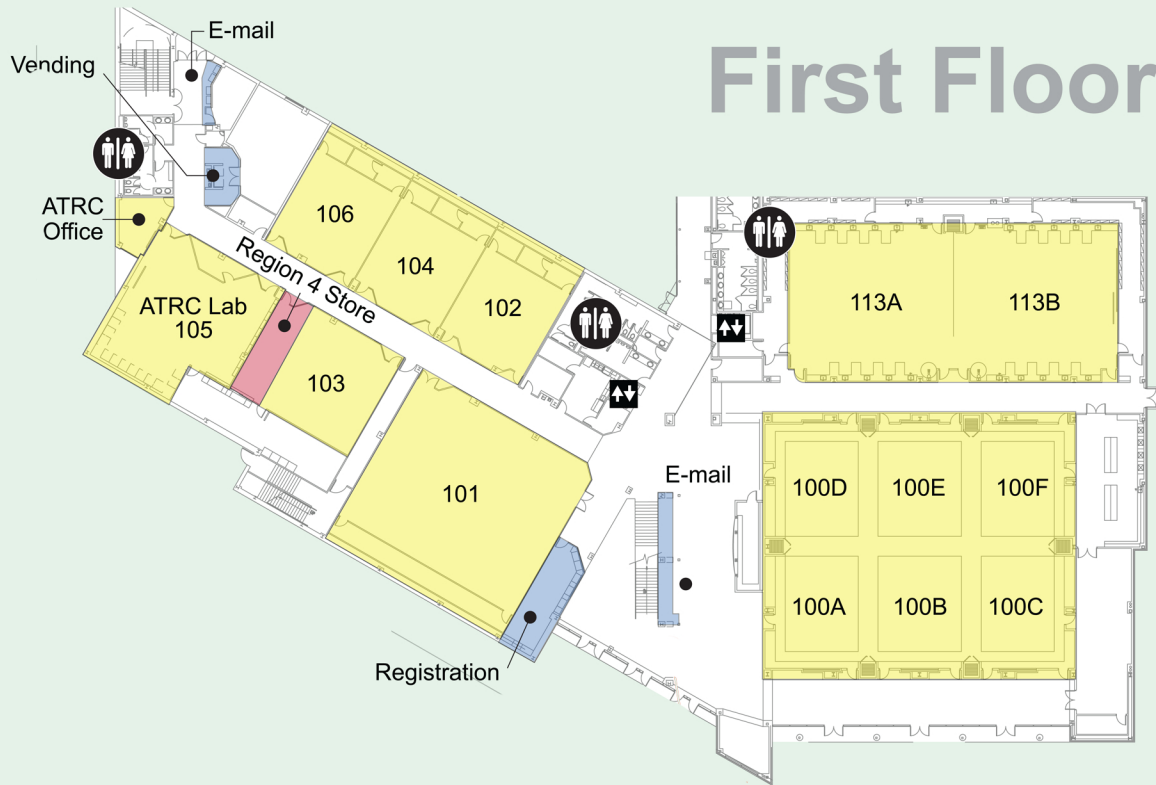 First Floor
E-mail
Vending
ATRC
Office
106
104
102
Region 4 Store
ATRC Lab
105
103
101
113A
113B
E-mail
100D
100E
100F
100A
100B
100C
Registration